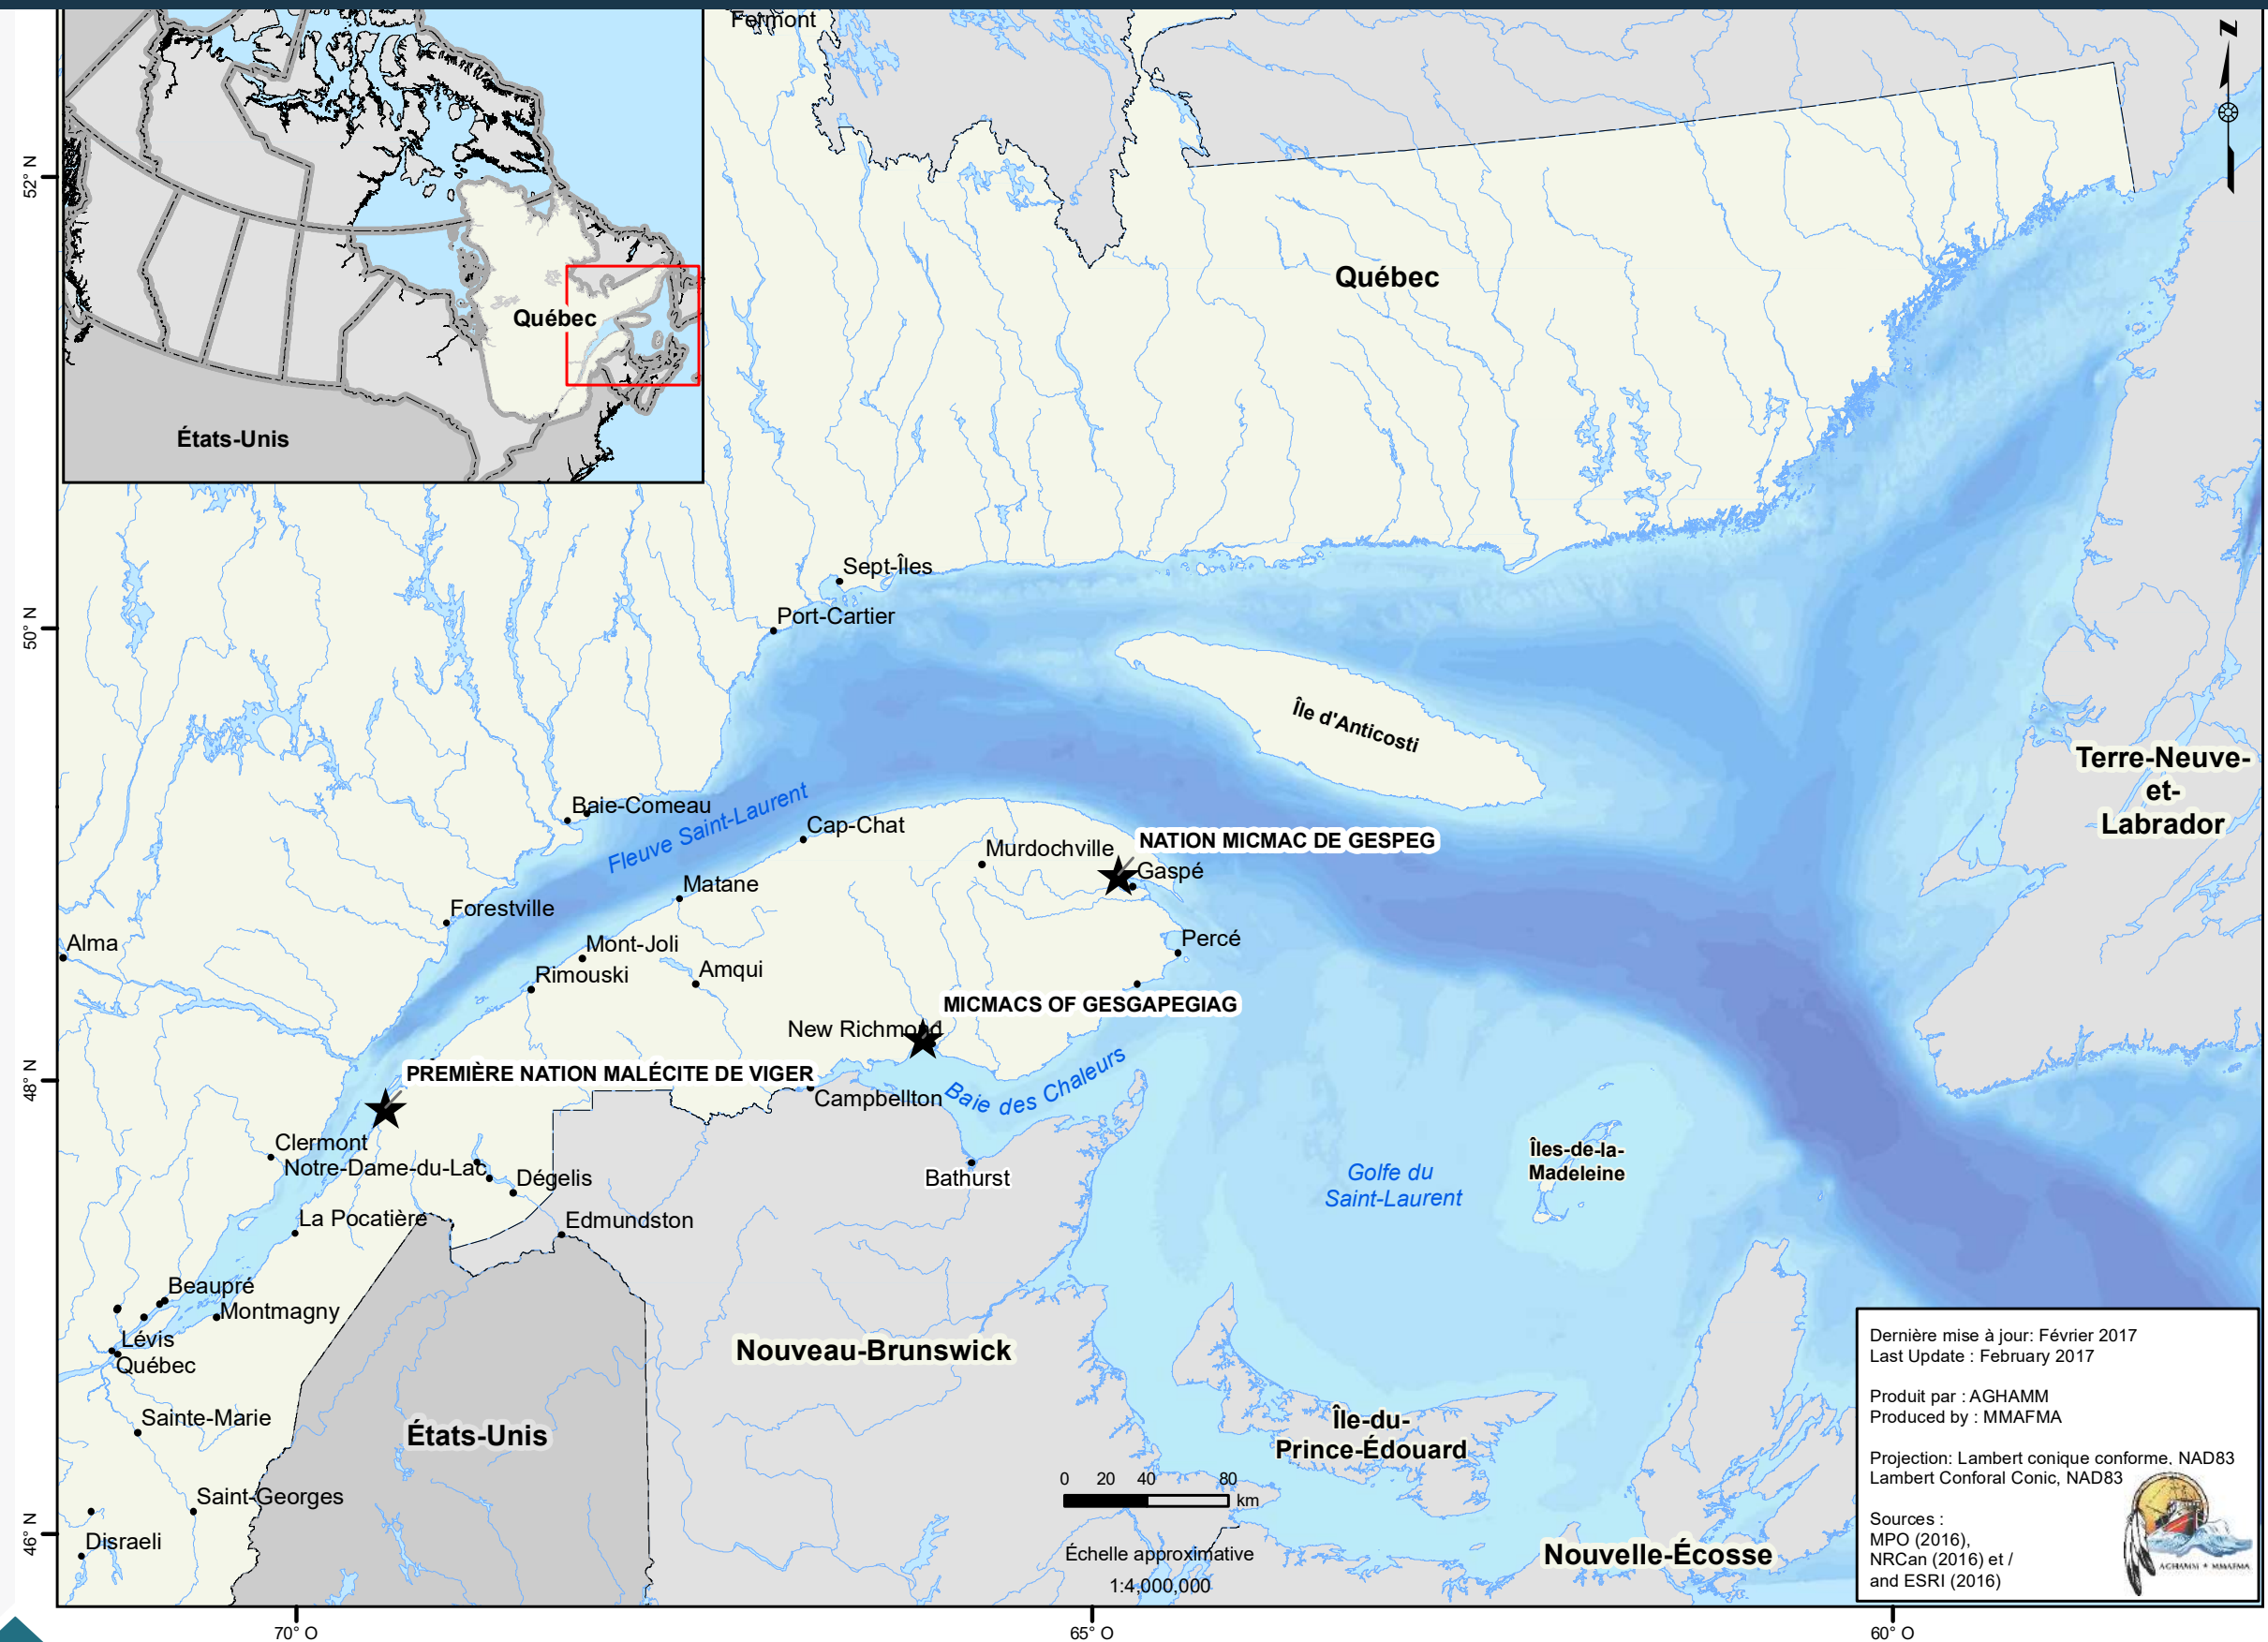 Fermont
N
52° N
Québec
Québec
États-Unis
Sept-Îles
50° N
Port-Cartier
Île d'Anticosti
Terre-Neuve-
et-
Labrador
Baie-Comeau
Fleuve Saint-Laurent
Cap-Chat
NATION MICMAC DE GESPEG
Murdochville
Gaspé
Matane
Forestville
Alma
Mont-Joli
Percé
Rimouski
Amqui
MICMACS OF GESGAPEGIAG
New Richmond
48° N
PREMIÈRE NATION MALÉCITE DE VIGER
Baie des Chaleurs
Campbellton
Clermont
Notre-Dame-du-Lac
Dégelis
Bathurst
Golfe du
Saint-Laurent
Îles-de-la-
Madeleine
La Pocatière
Edmundston
Beaupré
Montmagny
Lévis
Québec
Nouveau-Brunswick
Sainte-Marie
États-Unis
Île-du-
Prince-Édouard
Saint-Georges
46° N
Disraeli
0 20 40 80
km
Échelle approximative
1:4,000,000
Nouvelle-Écosse
Dernière mise à jour: Février 2017
Last Update : February 2017
Produit par : AGHAMM
Produced by : MMAFMA
Projection: Lambert conique conforme, NAD83
Lambert Conforal Conic, NAD83
Sources :
MPO (2016),
NRCan (2016) et /
and ESRI (2016)
AGHAMM • MMAFMA
70° O
65° O
60° O